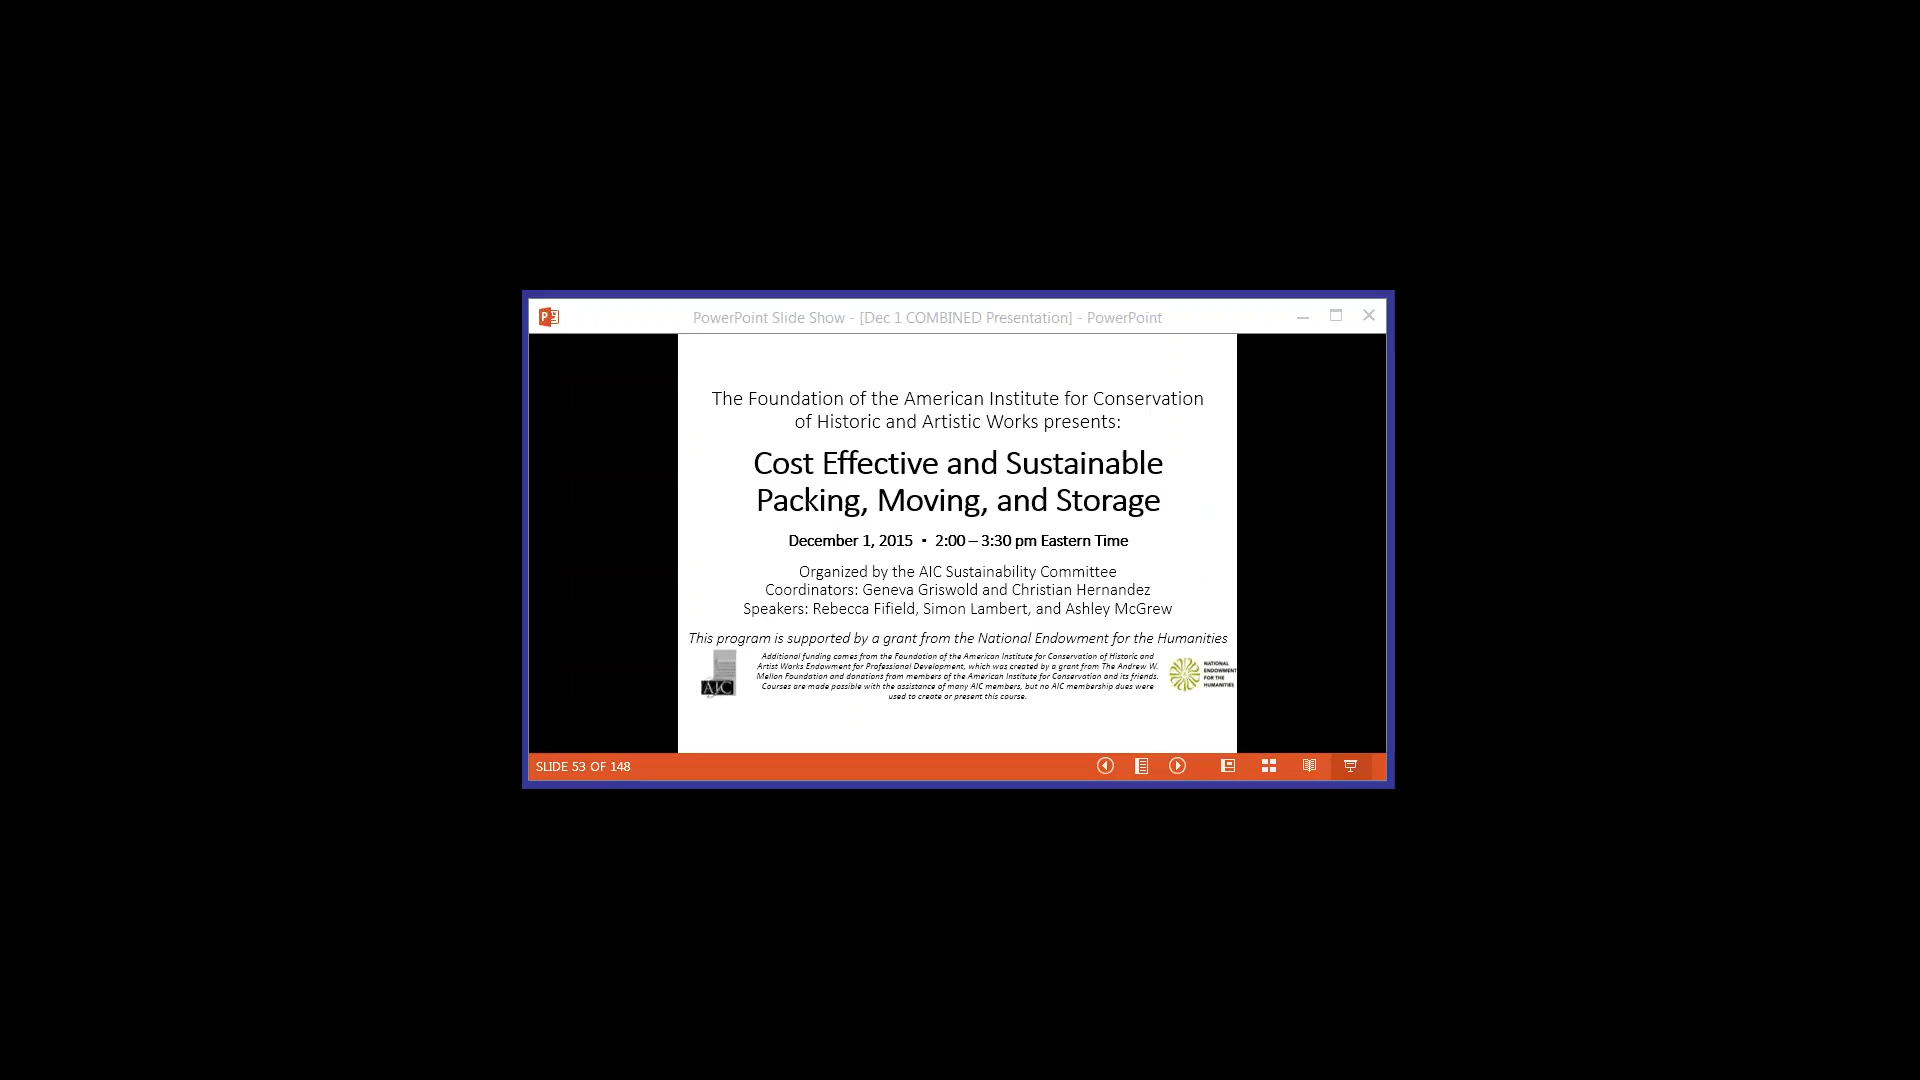 PowerPoint Slide Show - [Dec 1 COMBINED Presentation] - PowerPoint
The Foundation of the American Institute for Conservation
of Historic and Artistic Works presents:
Cost Effective and Sustainable
Packing, Moving, and Storage
December 1, 2015 • 2:00 – 3:30 pm Eastern Time
Organized by the AIC Sustainability Committee
Coordinators: Geneva Griswold and Christian Hernandez
Speakers: Rebecca Fifield, Simon Lambert, and Ashley McGrew
This program is supported by a grant from the National Endowment for the Humanities
AIC
Additional funding comes from the Foundation of the American Institute for Conservation of Historic and
Artist Works Endowment for Professional Development, which was created by a grant from The Andrew W.
Mellon Foundation and donations from members of the American Institute for Conservation and its friends.
Courses are made possible with the assistance of many AIC members, but no AIC membership dues were
used to create or present this course.
NATIONAL
ENDOWMENT
FOR THE
HUMANITIES
SLIDE 53 OF 148